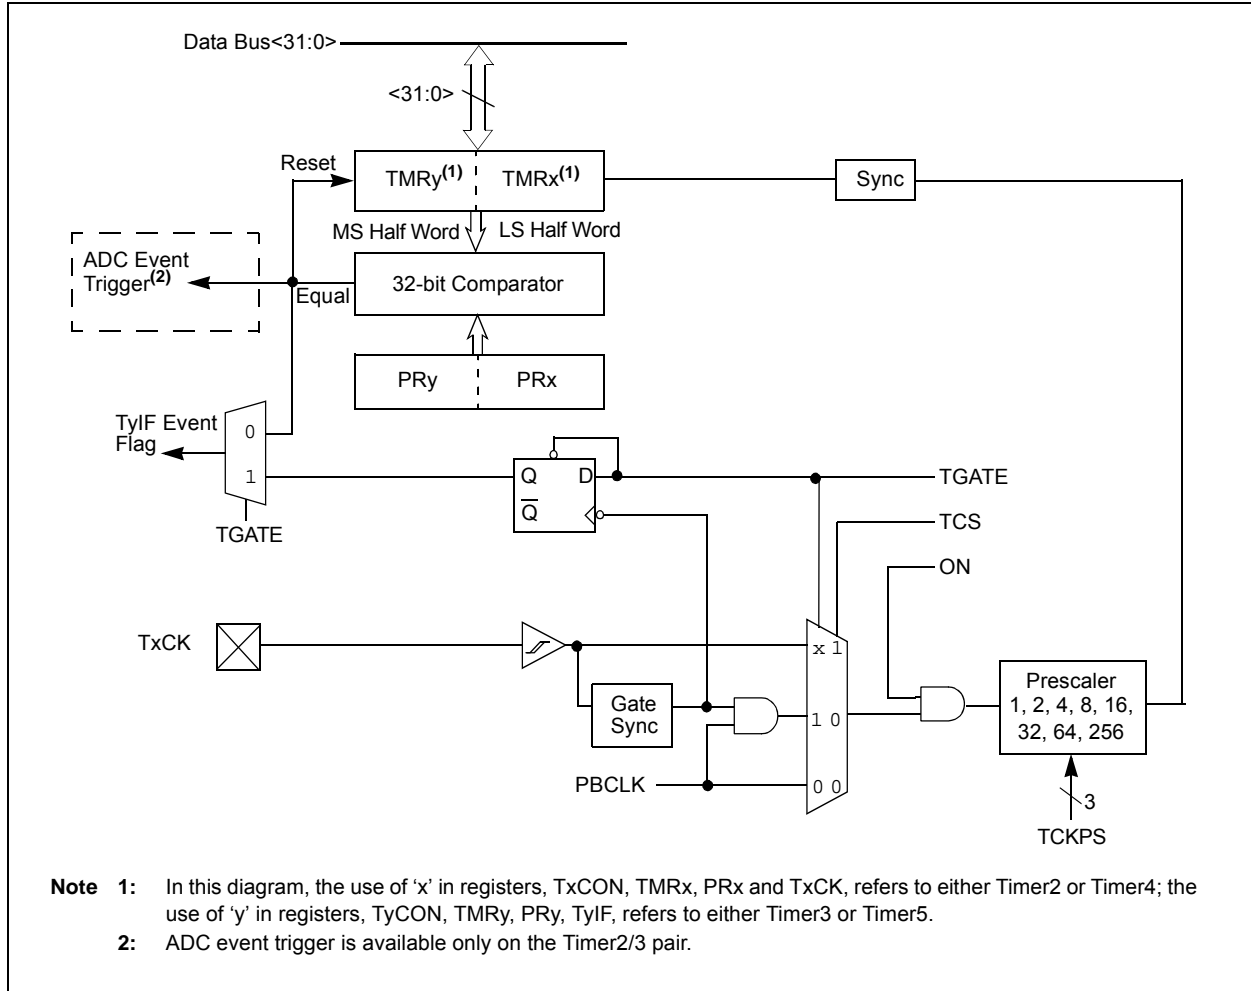 Data Bus<31:0>
<31:0>
Reset
TMRy(1) TMRx(1)
Sync
MS Half Word LS Half Word
ADC Event
Trigger(2)
Equal
32-bit Comparator
PRy PRx
TyIF Event
Flag
0
1
TGATE
Q D
Q
TGATE
TCS
ON
TxCK
x 1
Gate
Sync
1 0
PBCLK
0 0
Prescaler
1, 2, 4, 8, 16,
32, 64, 256
3
TCKPS
Note 1: In this diagram, the use of ‘x’ in registers, TxCON, TMRx, PRx and TxCK, refers to either Timer2 or Timer4; the
use of ‘y’ in registers, TyCON, TMRy, PRy, TyIF, refers to either Timer3 or Timer5.
2: ADC event trigger is available only on the Timer2/3 pair.